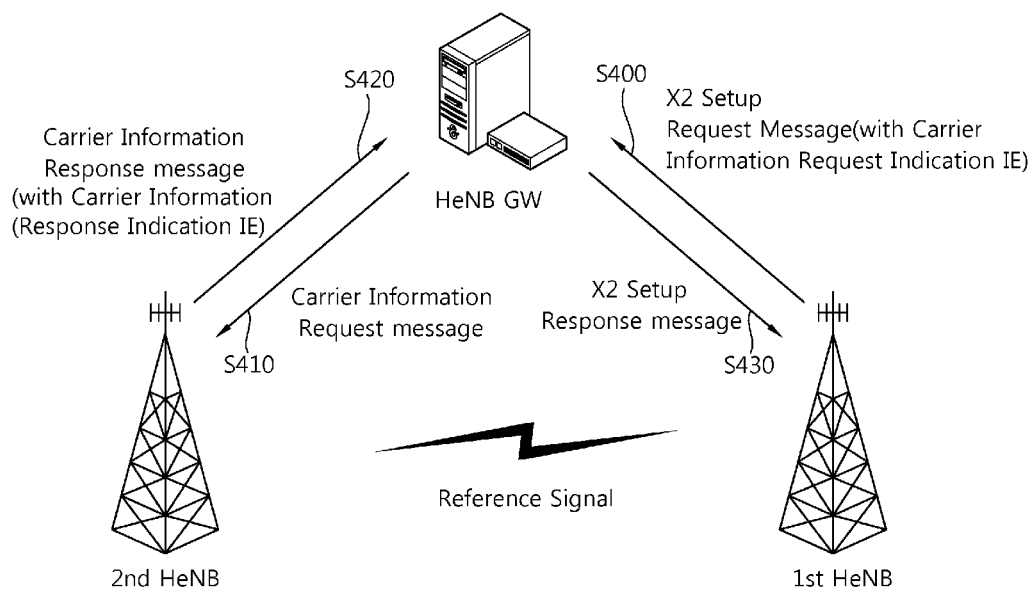 S420
S400
X2 Setup
Request Message(with Carrier
Information Request Indication IE)
Carrier Information
Response message
(with Carrier Information
(Response Indication IE)
HeNB GW
Carrier Information
Request message
X2 Setup
Response message
S410
S430
Reference Signal
2nd HeNB
1st HeNB